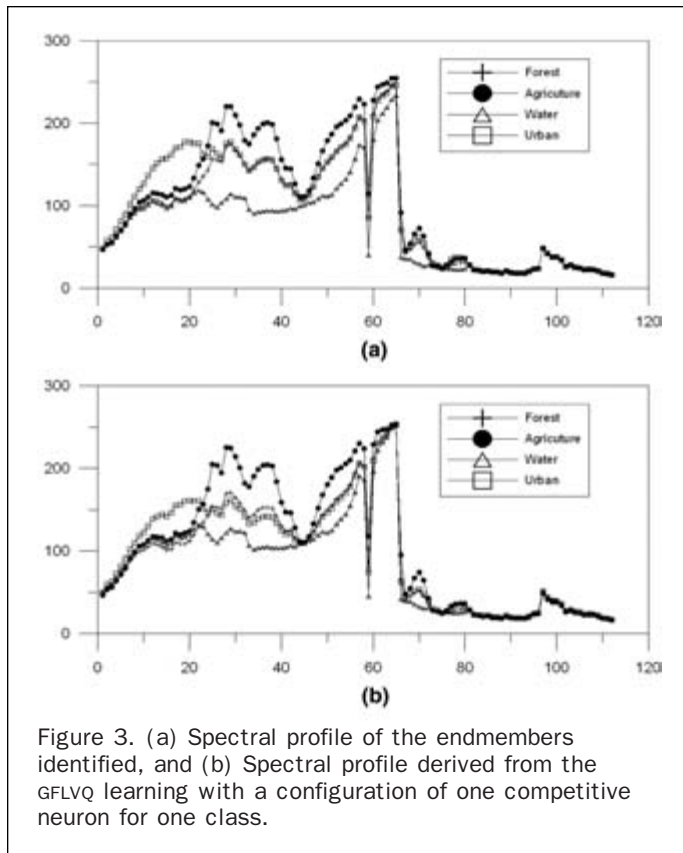 300
200
100
0
0
20
40
60
80
100
120
Forest
Agricuture
Water
Urban
(a)
300
200
100
0
0
20
40
60
80
100
120
Forest
Agricuture
Water
Urban
(b)
Figure 3. (a) Spectral profile of the endmembers
identified, and (b) Spectral profile derived from the
GFLVQ learning with a configuration of one competitive
neuron for one class.